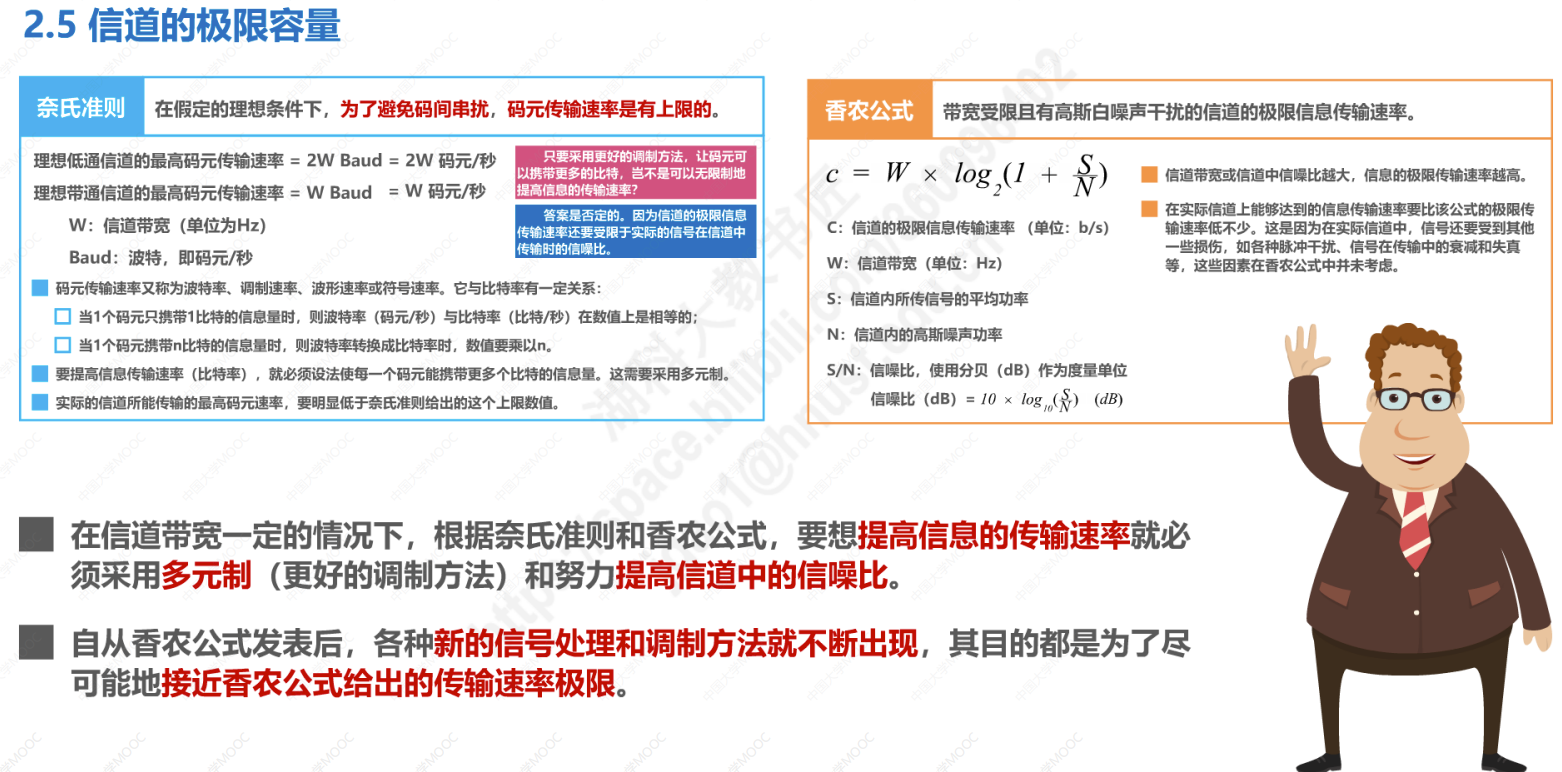 2.5 信道的极限容量
奈氏准则
在假定的理想条件下，为了避免码间串扰，码元传输速率是有上限的。
理想低通信道的最高码元传输速率 = 2W Baud = 2W 码元/秒
理想带通信道的最高码元传输速率 = W Baud = W 码元/秒
W：信道带宽（单位为Hz）
Baud：波特，即码元/秒
只要采用更好的调制方法，让码元可
以携带更多的比特，岂不是可以无限制地
提高信息的传输速率？
答案是否定的。因为信道的极限信息
传输速率还要受限于实际的信号在信道中
传输时的信噪比。
码元传输速率又称为波特率、调制速率、波形速率或符号速率。它与比特率有一定关系：
当1个码元只携带1比特的信息量时，则波特率（码元/秒）与比特率（比特/秒）在数值上是相等的；
当1个码元携带n比特的信息量时，则波特率转换成比特率时，数值要乘以n。
要提高信息传输速率（比特率），就必须设法使每一个码元能携带更多个比特的信息量。这需要采用多元制。
实际的信道所能传输的最高码元速率，要明显低于奈氏准则给出的这个上限数值。
香农公式
带宽受限且有高斯白噪声干扰的信道的极限信息传输速率。
c = W × log₂(1 + S/N)
C：信道的极限信息传输速率 （单位：b/s）
W：信道带宽（单位：Hz）
S：信道内所传信号的平均功率
N：信道内的高斯噪声功率
S/N：信噪比，使用分贝（dB）作为度量单位
信噪比（dB）= 10 × log₁₀(S/N) (dB)
信道带宽或信道中信噪比越大，信息的极限传输速率越高。
在实际信道上能够达到的信息传输速率要比该公式的极限传
输速率低不少。这是因为在实际信道中，信号还要受到其他
一些损伤，如各种脉冲干扰、信号在传输中的衰减和失真
等，这些因素在香农公式中并未考虑。
在信道带宽一定的情况下，根据奈氏准则和香农公式，要想提高信息的传输速率就必
须采用多元制（更好的调制方法）和努力提高信道中的信噪比。
自从香农公式发表后，各种新的信号处理和调制方法就不断出现，其目的都是为了尽
可能地接近香农公式给出的传输速率极限。
湖科大教书匠
中国大学MOOC